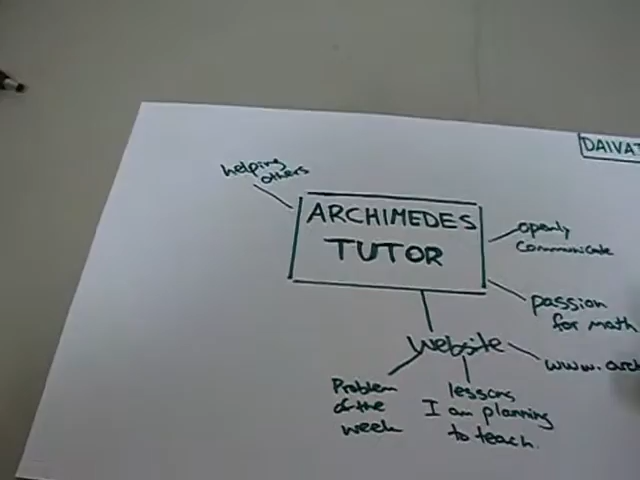 DAIVAT
helping
others
ARCHIMEDES
TUTOR
openly
communicate
passion
for math
website
www.arch
Problem
of the
week
lessons
I am planning
to teach.